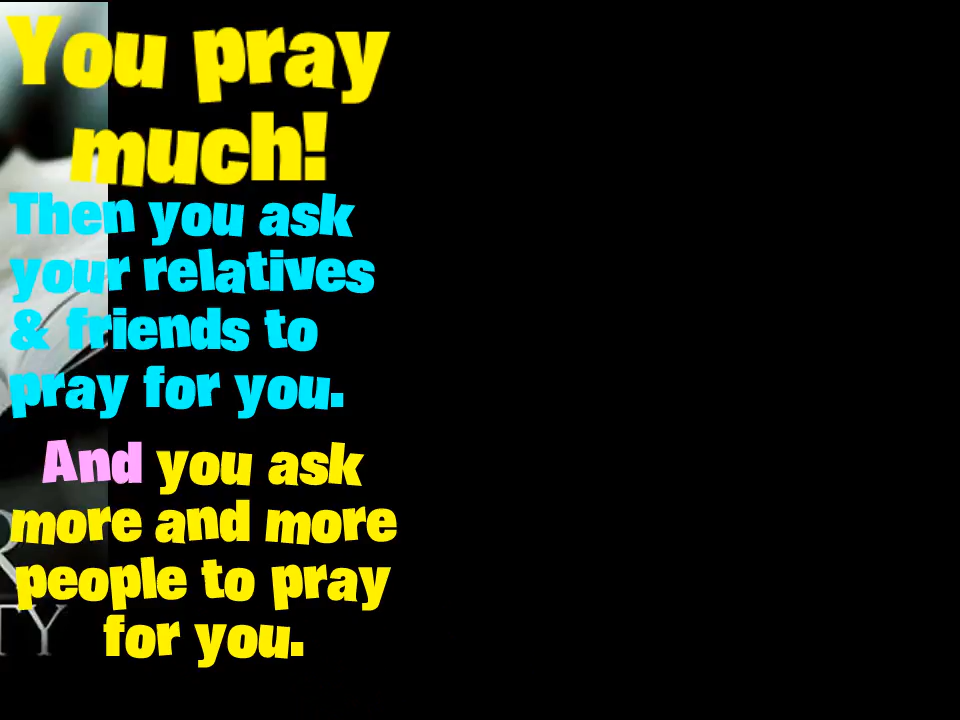 You pray
much!
Then you ask
your relatives
& friends to
pray for you.
And you ask
more and more
people to pray
for you.
R
TY